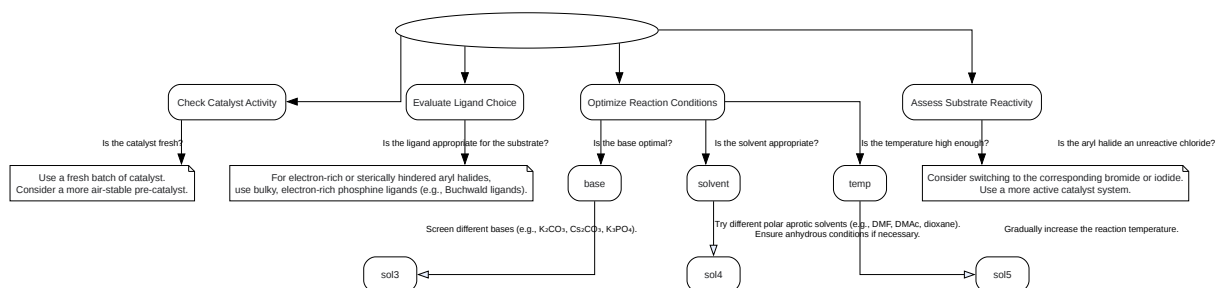 Check Catalyst Activity
Evaluate Ligand Choice
Optimize Reaction Conditions
Assess Substrate Reactivity
Is the catalyst fresh?
Is the ligand appropriate for the substrate?
Is the base optimal?
Is the solvent appropriate?
Is the temperature high enough?
Is the aryl halide an unreactive chloride?
Use a fresh batch of catalyst.
Consider a more air-stable pre-catalyst.
For electron-rich or sterically hindered aryl halides,
use bulky, electron-rich phosphine ligands (e.g., Buchwald ligands).
base
solvent
temp
Consider switching to the corresponding bromide or iodide.
Use a more active catalyst system.
Screen different bases (e.g., K₂CO₃, Cs₂CO₃, K₃PO₄).
Try different polar aprotic solvents (e.g., DMF, DMAc, dioxane).
Ensure anhydrous conditions if necessary.
Gradually increase the reaction temperature.
sol3
sol4
sol5